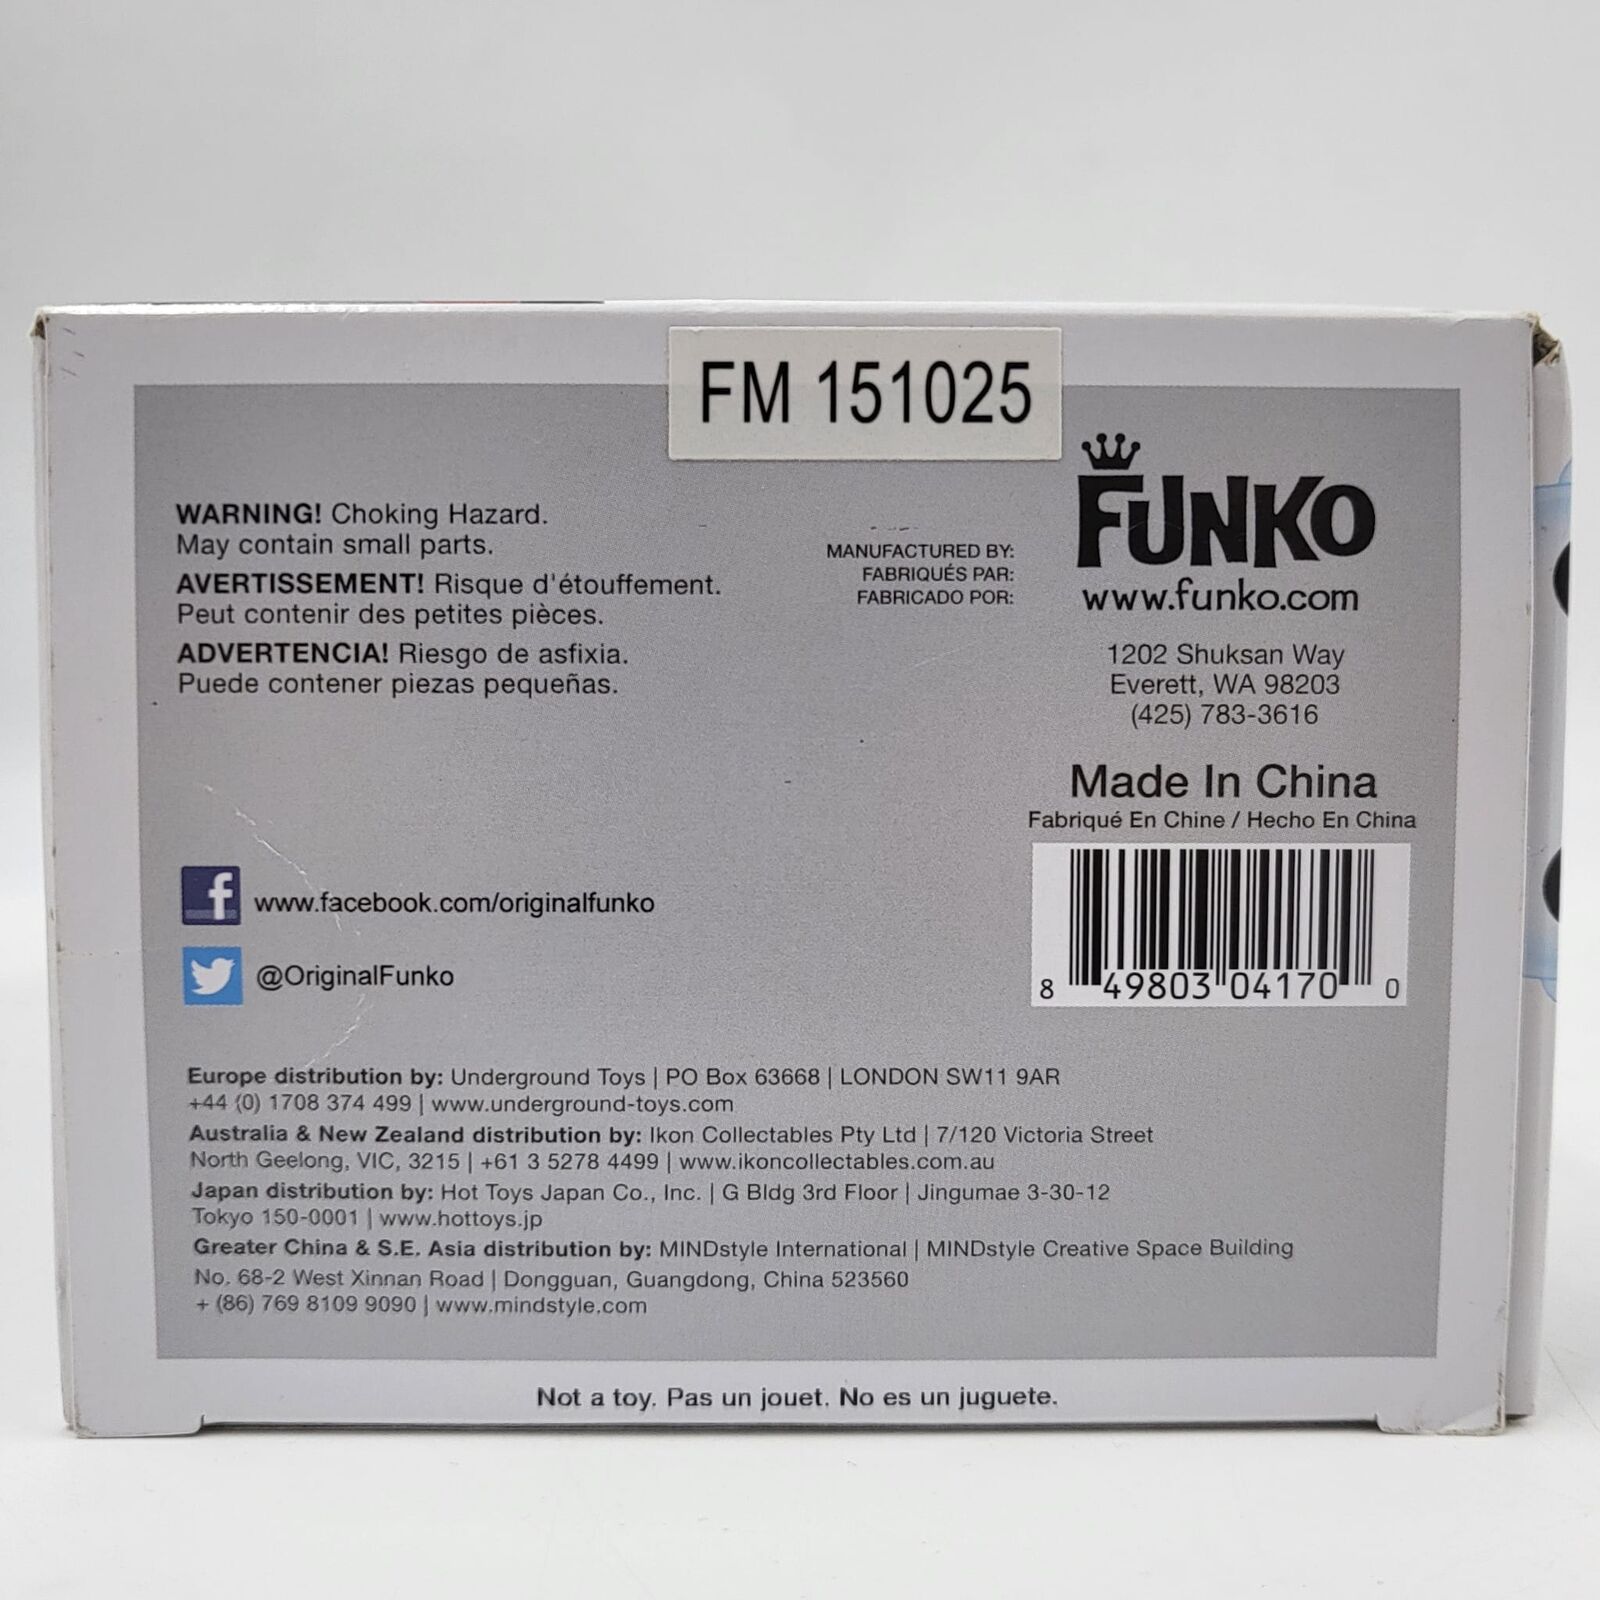 FM 151025
WARNING! Choking Hazard.
May contain small parts.
AVERTISSEMENT! Risque d'étouffement.
Peut contenir des petites pièces.
ADVERTENCIA! Riesgo de asfixia.
Puede contener piezas pequeñas.
MANUFACTURED BY:
FABRIQUÉS PAR:
FABRICADO POR:
FUNKO
www.funko.com
1202 Shuksan Way
Everett, WA 98203
(425) 783-3616
Made In China
Fabriqué En Chine / Hecho En China
8 49803 04170 0
f www.facebook.com/originalfunko
@OriginalFunko
Europe distribution by: Underground Toys | PO Box 63668 | LONDON SW11 9AR
+44 (0) 1708 374 499 | www.underground-toys.com
Australia & New Zealand distribution by: Ikon Collectables Pty Ltd | 7/120 Victoria Street
North Geelong, VIC, 3215 | +61 3 5278 4499 | www.ikoncollectables.com.au
Japan distribution by: Hot Toys Japan Co., Inc. | G Bldg 3rd Floor | Jingumae 3-30-12
Tokyo 150-0001 | www.hottoys.jp
Greater China & S.E. Asia distribution by: MINDstyle International | MINDstyle Creative Space Building
No. 68-2 West Xinnan Road | Dongguan, Guangdong, China 523560
+ (86) 769 8109 9090 | www.mindstyle.com
Not a toy. Pas un jouet. No es un juguete.